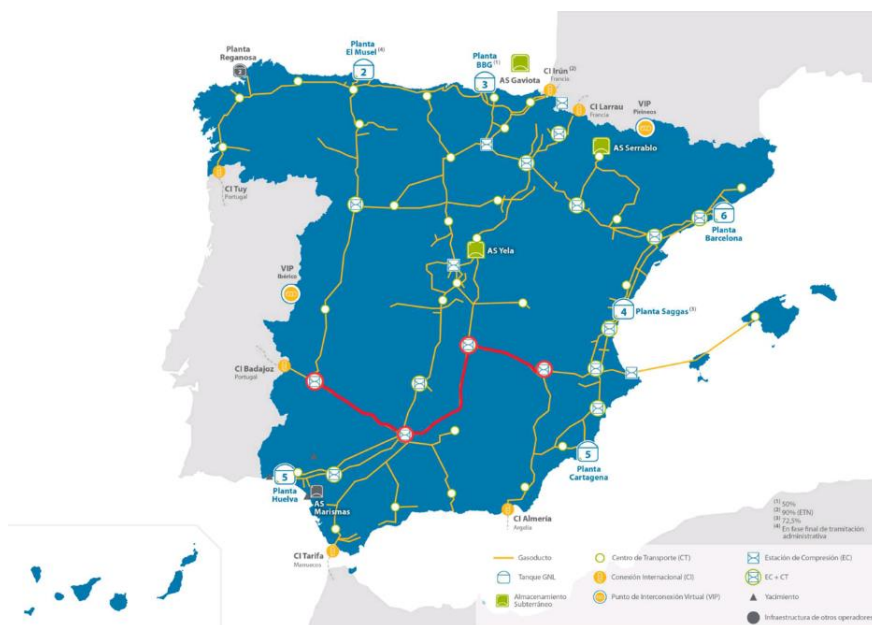 Planta
Reganosa
2
Planta
El Musel (4)
2
Planta
BBG (1)
3
AS Gaviota
CI Irún (2)
Francia
CI Larrau
Francia
VIP
Pirineos
AS Serrablo
CI Tuy
Portugal
6
Planta
Barcelona
AS Yela
VIP
Ibérico
4
Planta Saggas (3)
CI Badajoz
Portugal
5
Planta
Huelva
AS
Marismas
5
Planta
Cartagena
CI Almería
Argelia
CI Tarifa
Marruecos
(1) 50%
(2) 90% (ETN)
(3) 72,5%
(4) En fase final de tramitación
administrativa
Gasoducto
Centro de Transporte (CT)
Estación de Compresión (EC)
Tanque GNL
Conexión Internacional (CI)
EC + CT
Almacenamiento
Subterráneo
Punto de Interconexión Virtual (VIP)
Yacimiento
Infraestructura de otros operadores